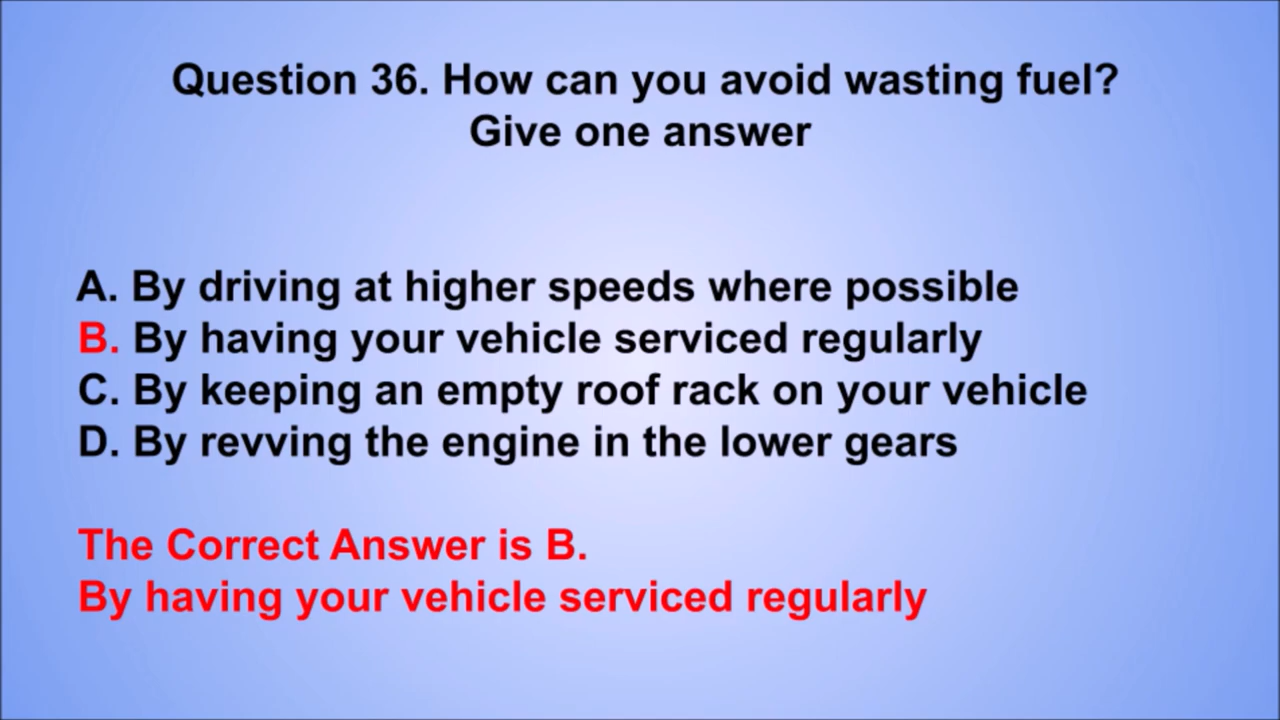 Question 36. How can you avoid wasting fuel?
Give one answer
A. By driving at higher speeds where possible
B. By having your vehicle serviced regularly
C. By keeping an empty roof rack on your vehicle
D. By revving the engine in the lower gears
The Correct Answer is B.
By having your vehicle serviced regularly